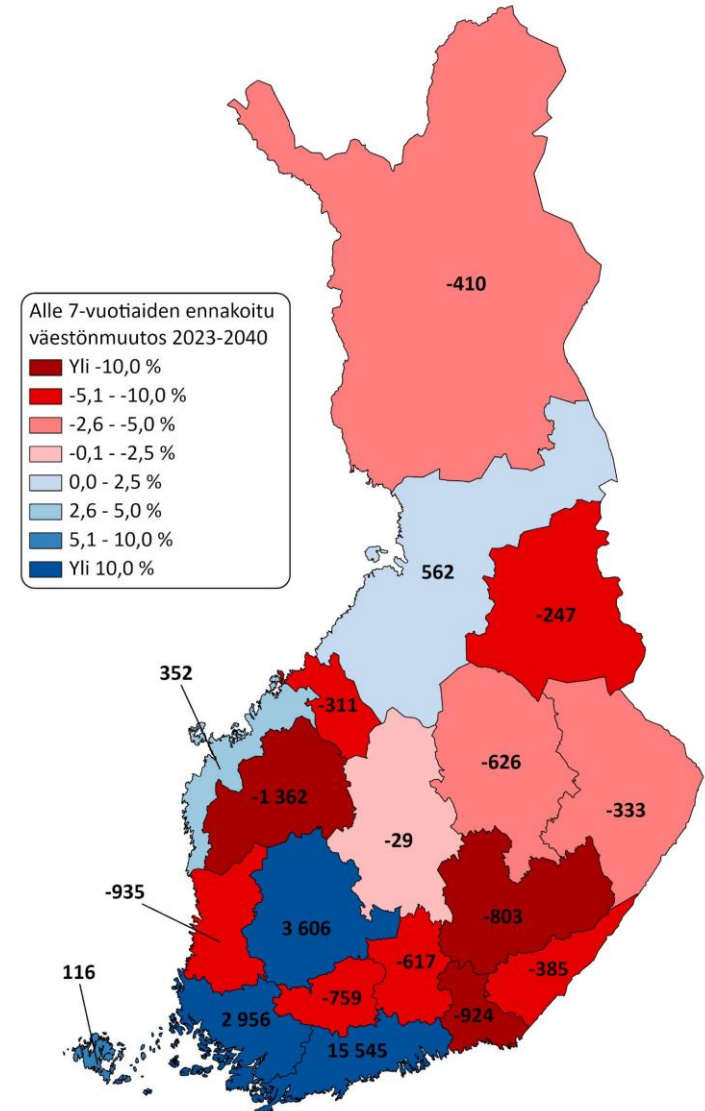 -410
Alle 7-vuotiaiden ennakoitu
väestönmuutos 2023-2040
Yli -10,0 %
-5,1 - -10,0 %
-2,6 - -5,0 %
-0,1 - -2,5 %
0,0 - 2,5 %
2,6 - 5,0 %
5,1 - 10,0 %
Yli 10,0 %
562
-247
352
-311
-626
-1 362
-333
-29
-935
3 606
-803
-617
-385
116
-759
2 956
-924
15 545